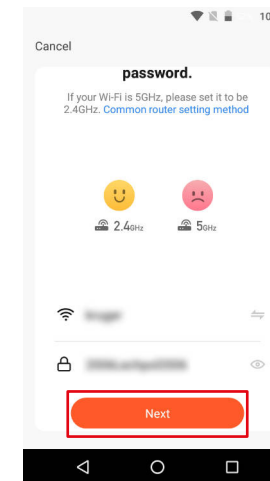 10
Cancel
password.
If your Wi-Fi is 5GHz, please set it to be
2.4GHz. Common router setting method
2.4GHz 5GHz
Next